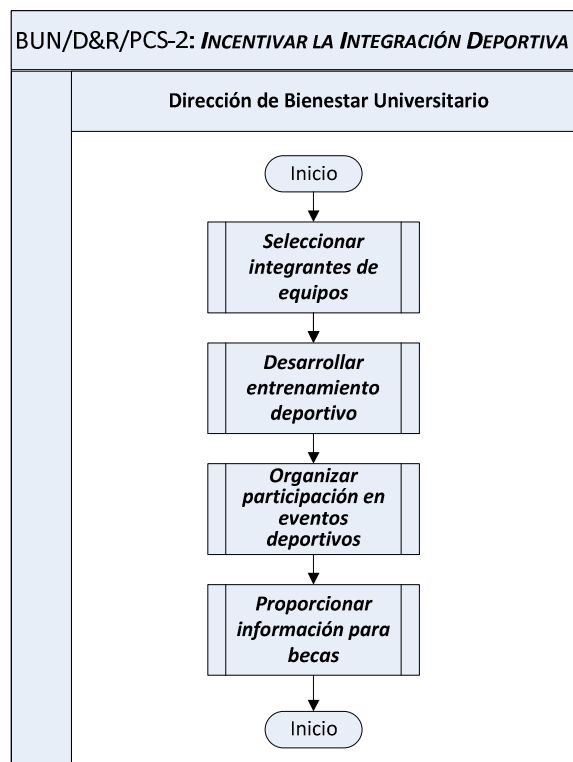 BUN/D&R/PCS-2: INCENTIVAR LA INTEGRACIÓN DEPORTIVA
Dirección de Bienestar Universitario
Inicio
Seleccionar
integrantes de
equipos
Desarrollar
entrenamiento
deportivo
Organizar
participación en
eventos
deportivos
Proporcionar
información para
becas
Inicio